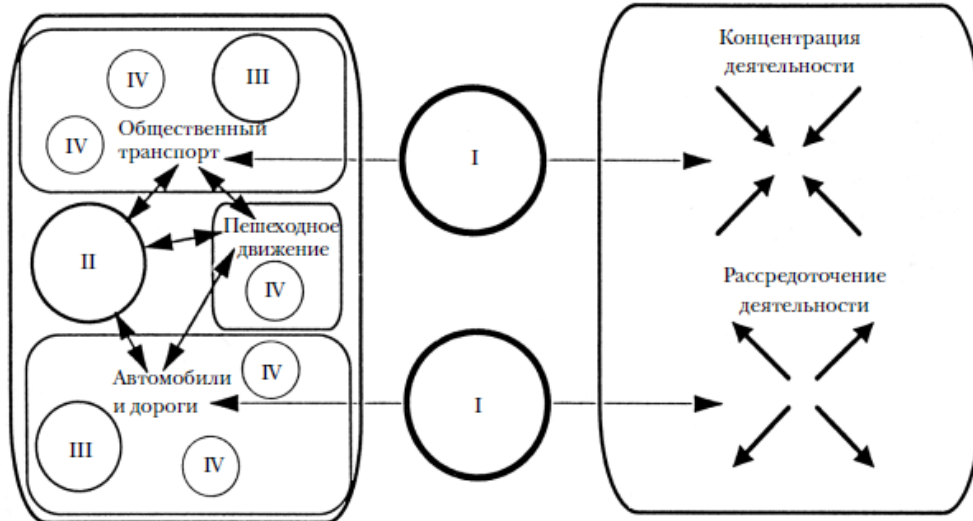 IV
III
IV
Общественный
транспорт
II
Пешеходное
движение
IV
IV
Автомобили
и дороги
III
IV
I
I
Концентрация
деятельности
Рассредоточение
деятельности